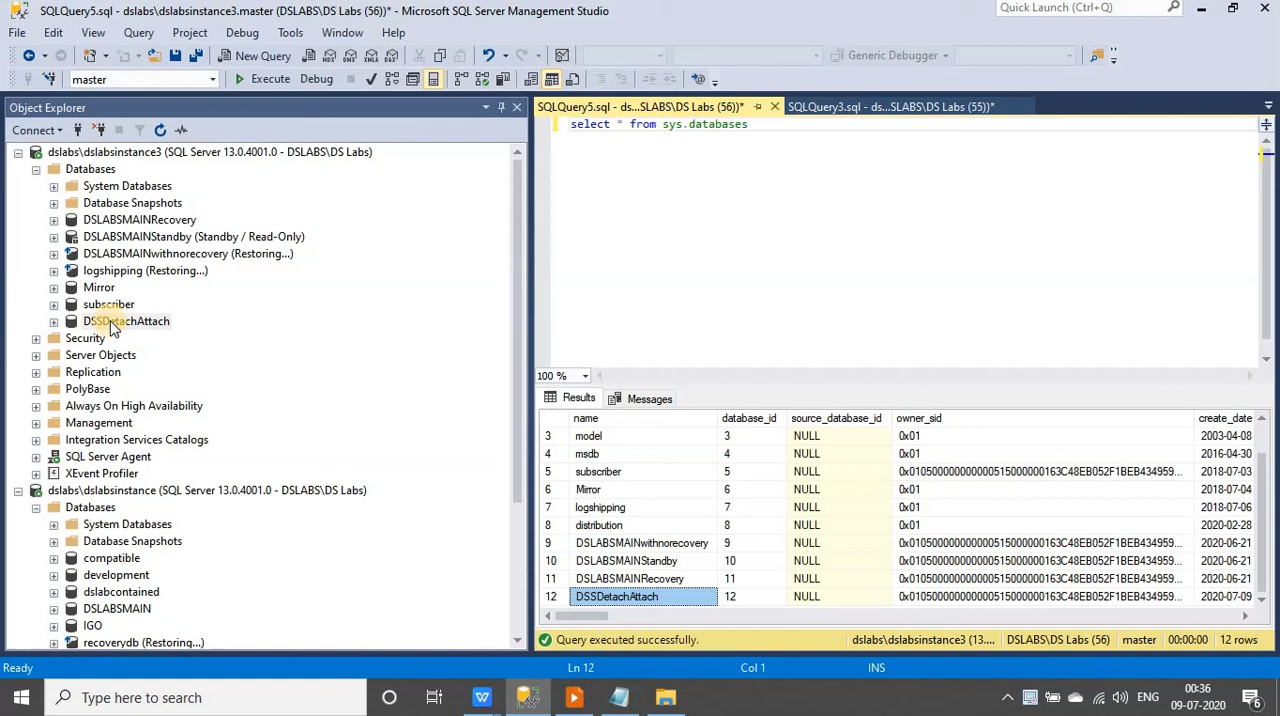 SQLQuery5.sql - dslabs\dslabsinstance3.master (DSLABS\DS Labs (56))* - Microsoft SQL Server Management Studio
Quick Launch (Ctrl+Q)
File Edit View Query Project Debug Tools Window Help
New Query
MDX DMX XMLA DAX
Generic Debugger
master
Execute Debug
Object Explorer
SQLQuery5.sql - ds...SLABS\DS Labs (56))*
SQLQuery3.sql - ds...SLABS\DS Labs (55))*
Connect
select * from sys.databases
dslabs\dslabsinstance3 (SQL Server 13.0.4001.0 - DSLABS\DS Labs)
Databases
System Databases
Database Snapshots
DSLABSMAINRecovery
DSLABSMAINStandby (Standby / Read-Only)
DSLABSMAINwithnorecovery (Restoring...)
logshipping (Restoring...)
Mirror
subscriber
DSSDetachAttach
Security
Server Objects
Replication
PolyBase
Always On High Availability
Management
Integration Services Catalogs
SQL Server Agent
XEvent Profiler
dslabs\dslabsinstance (SQL Server 13.0.4001.0 - DSLABS\DS Labs)
Databases
System Databases
Database Snapshots
compatible
development
dslabcontained
DSLABSMAIN
IGO
recoverydb (Restoring...)
100 %
Results Messages
name database_id source_database_id owner_sid create_date
3 model 3 NULL 0x01 2003-04-08
4 msdb 4 NULL 0x01 2016-04-30
5 subscriber 5 NULL 0x010500000000000515000000163C48EB052F1BEB434959... 2018-07-03
6 Mirror 6 NULL 0x01 2018-07-04
7 logshipping 7 NULL 0x01 2018-07-06
8 distribution 8 NULL 0x01 2020-02-28
9 DSLABSMAINwithnorecovery 9 NULL 0x010500000000000515000000163C48EB052F1BEB434959... 2020-06-21
10 DSLABSMAINStandby 10 NULL 0x010500000000000515000000163C48EB052F1BEB434959... 2020-06-21
11 DSLABSMAINRecovery 11 NULL 0x010500000000000515000000163C48EB052F1BEB434959... 2020-06-21
12 DSSDetachAttach 12 NULL 0x010500000000000515000000163C48EB052F1BEB434959... 2020-07-09
Query executed successfully.
dslabs\dslabsinstance3 (13.... DSLABS\DS Labs (56) master 00:00:00 12 rows
Ready Ln 12 Col 1 INS
Type here to search
ENG
00:36
09-07-2020
6